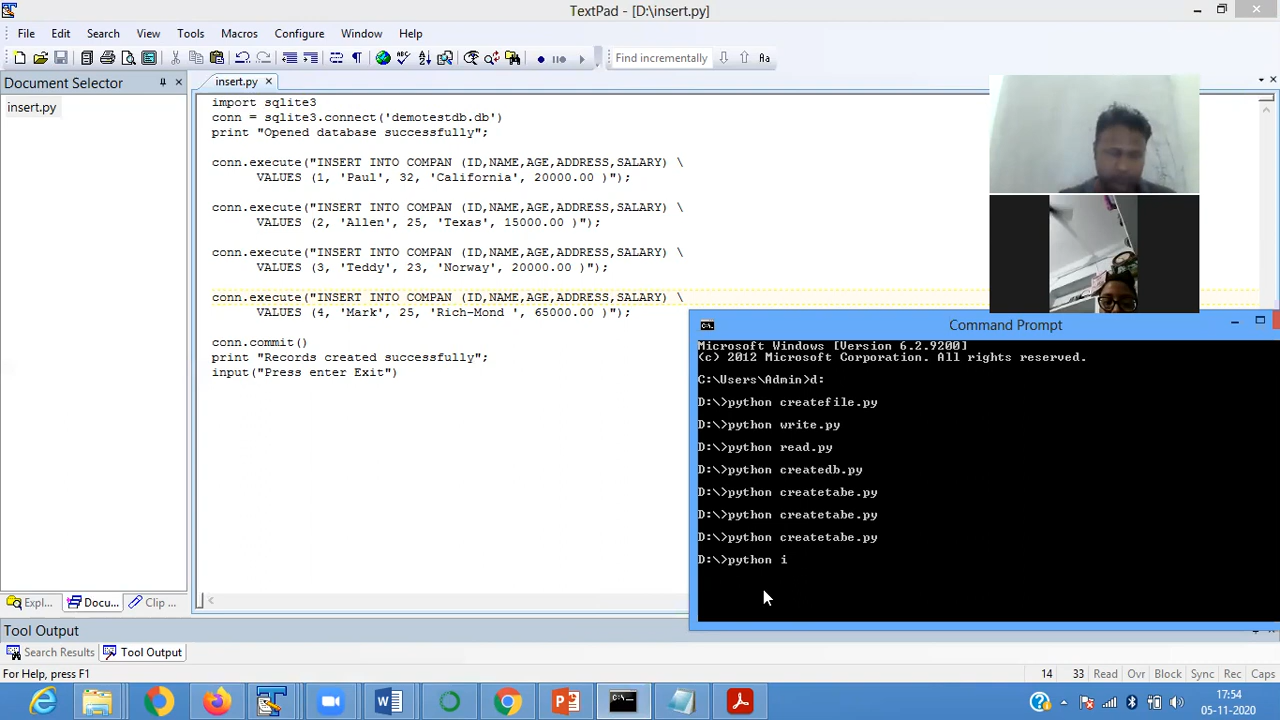 TextPad - [D:\insert.py]
File Edit Search View Tools Macros Configure Window Help
Find incrementally
Document Selector
insert.py
insert.py
import sqlite3
conn = sqlite3.connect('demotestdb.db')
print "Opened database successfully";
conn.execute("INSERT INTO COMPAN (ID,NAME,AGE,ADDRESS,SALARY) \
VALUES (1, 'Paul', 32, 'California', 20000.00 )");
conn.execute("INSERT INTO COMPAN (ID,NAME,AGE,ADDRESS,SALARY) \
VALUES (2, 'Allen', 25, 'Texas', 15000.00 )");
conn.execute("INSERT INTO COMPAN (ID,NAME,AGE,ADDRESS,SALARY) \
VALUES (3, 'Teddy', 23, 'Norway', 20000.00 )");
conn.execute("INSERT INTO COMPAN (ID,NAME,AGE,ADDRESS,SALARY) \
VALUES (4, 'Mark', 25, 'Rich-Mond ', 65000.00 )");
conn.commit()
print "Records created successfully";
input("Press enter Exit")
Command Prompt
Microsoft Windows [Version 6.2.9200]
(c) 2012 Microsoft Corporation. All rights reserved.
C:\Users\Admin>d:
D:\>python createfile.py
D:\>python write.py
D:\>python read.py
D:\>python createdb.py
D:\>python createtabe.py
D:\>python createtabe.py
D:\>python createtabe.py
D:\>python i
Expl... Docu... Clip ...
Tool Output
Search Results Tool Output
For Help, press F1
14 33 Read Ovr Block Sync Rec Caps
17:54
05-11-2020